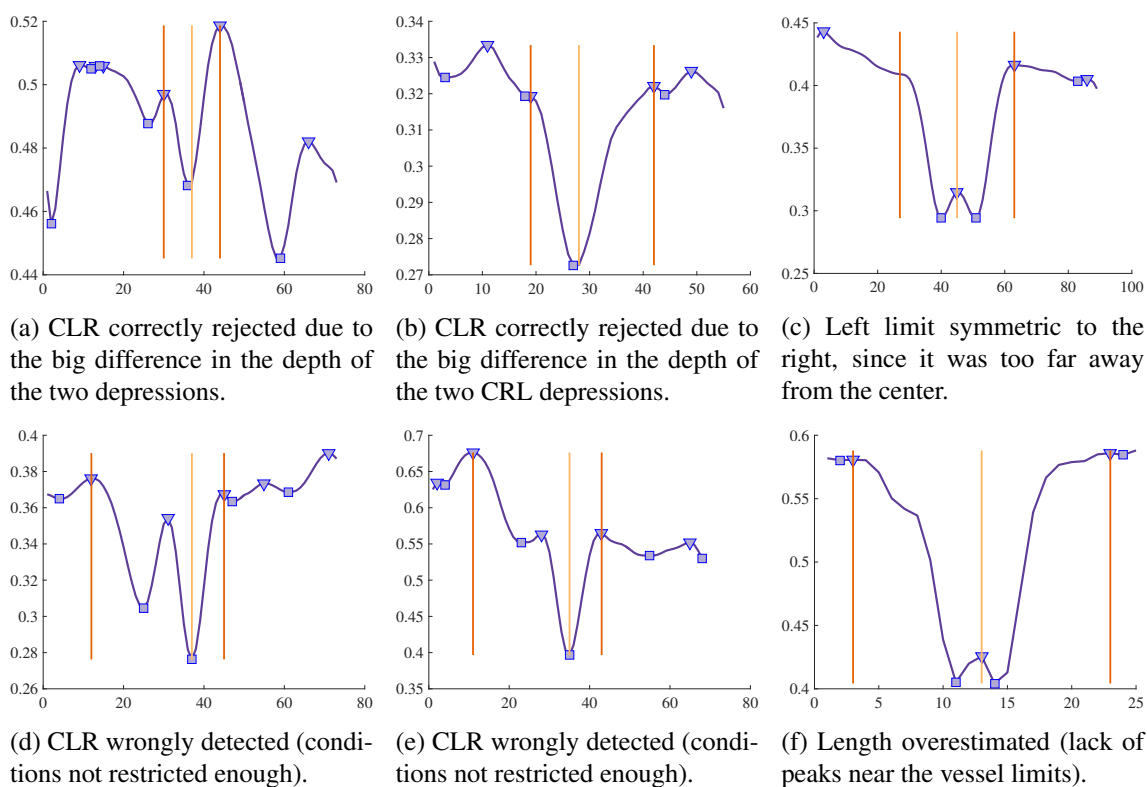 0.52
0.5
0.48
0.46
0.44
0 20 40 60 80
(a) CLR correctly rejected due to
the big difference in the depth of
the two depressions.
0.34
0.33
0.32
0.31
0.3
0.29
0.28
0.27
0 10 20 30 40 50 60
(b) CLR correctly rejected due to
the big difference in the depth of
the two CRL depressions.
0.45
0.4
0.35
0.3
0.25
0 20 40 60 80 100
(c) Left limit symmetric to the
right, since it was too far away
from the center.
0.4
0.38
0.36
0.34
0.32
0.3
0.28
0.26
0 20 40 60 80
(d) CLR wrongly detected (condi-
tions not restricted enough).
0.7
0.65
0.6
0.55
0.5
0.45
0.4
0.35
0 20 40 60 80
(e) CLR wrongly detected (condi-
tions not restricted enough).
0.6
0.55
0.5
0.45
0.4
0 5 10 15 20 25
(f) Length overestimated (lack of
peaks near the vessel limits).